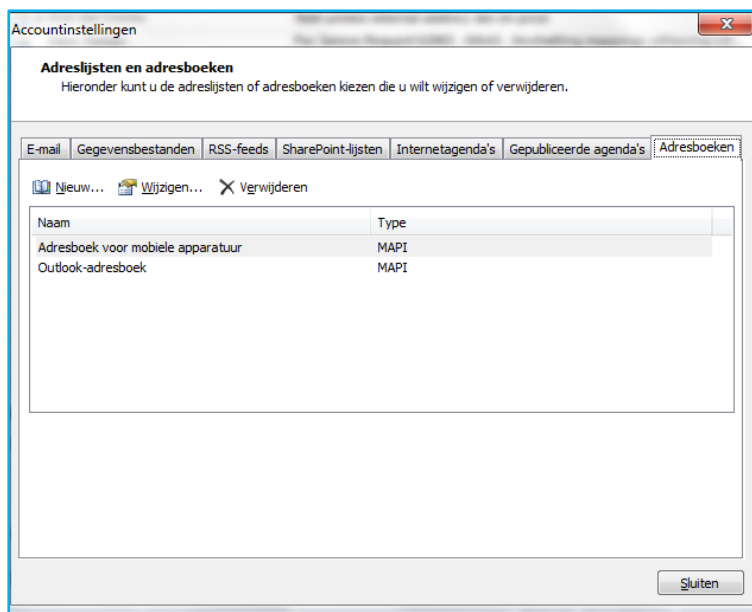 Accountinstellingen
Adreslijsten en adresboeken
Hieronder kunt u de adreslijsten of adresboeken kiezen die u wilt wijzigen of verwijderen.
E-mail Gegevensbestanden RSS-feeds SharePoint-lijsten Internetagenda's Gepubliceerde agenda's Adresboeken
Nieuw... Wijzigen... Verwijderen
Naam Type
Adresboek voor mobiele apparatuur MAPI
Outlook-adresboek MAPI
Sluiten